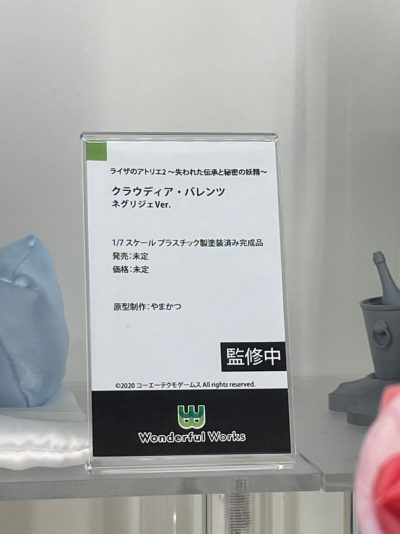 ライザのアトリエ2 ～失われた伝承と秘密の妖精～
クラウディア・バレンツ
ネグリジェVer.
1/7 スケール プラスチック製塗装済み完成品
発売：未定
価格：未定
原型制作：やまかつ
監修中
©2020 コーエーテクモゲームス All rights reserved.
Wonderful Works